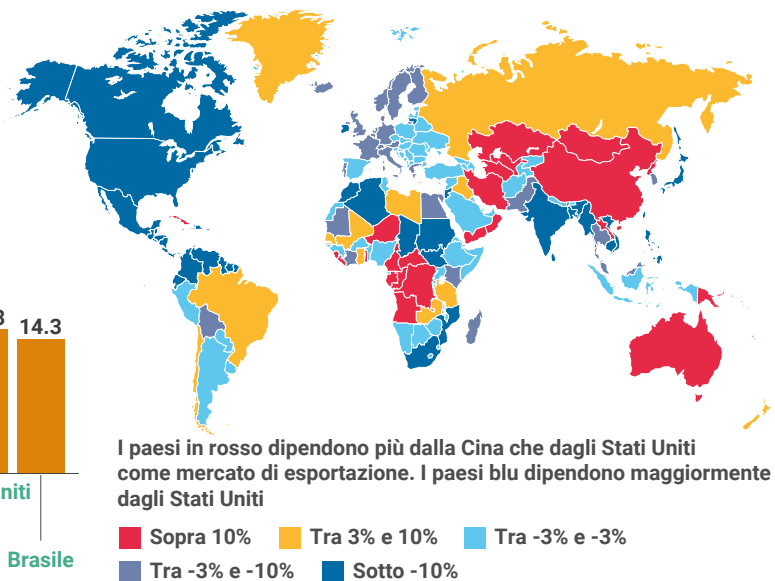 14.3
Brasile
I paesi in rosso dipendono più dalla Cina che dagli Stati Uniti
come mercato di esportazione. I paesi blu dipendono maggiormente
dagli Stati Uniti
Sopra 10%
Tra 3% e 10%
Tra -3% e -3%
Tra -3% e -10%
Sotto -10%